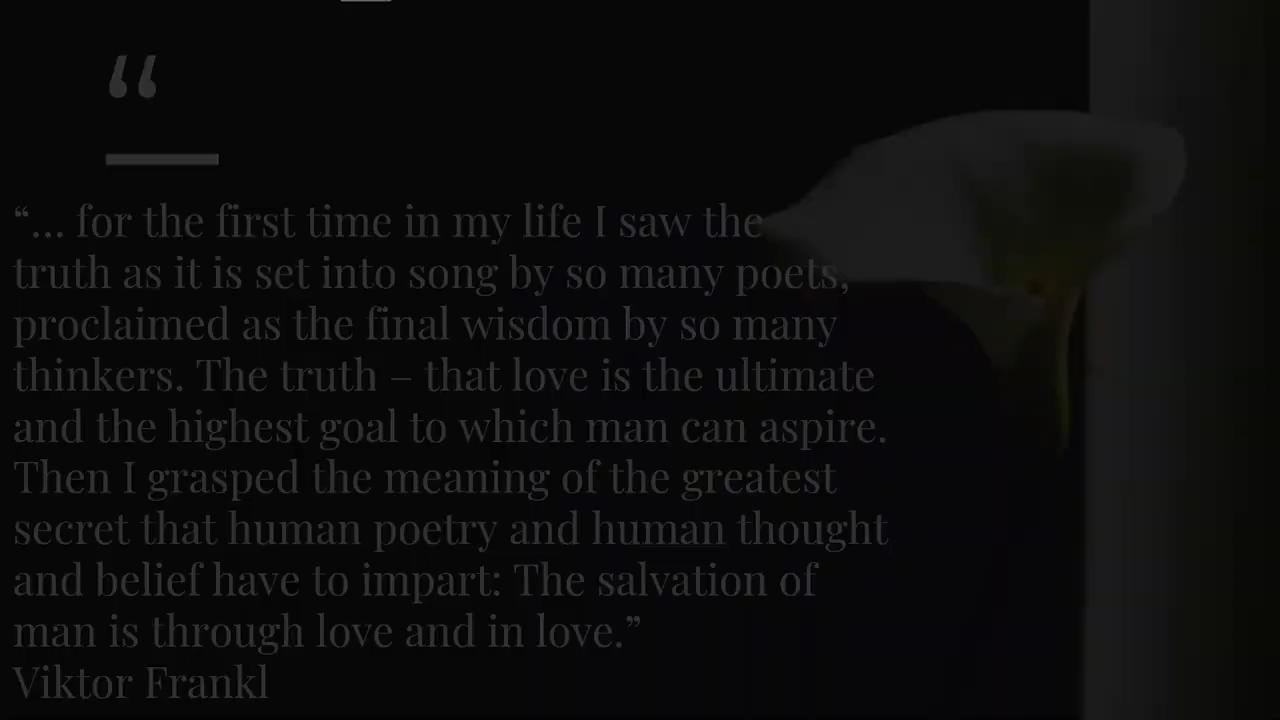 “
“... for the first time in my life I saw the
truth as it is set into song by so many poets,
proclaimed as the final wisdom by so many
thinkers. The truth – that love is the ultimate
and the highest goal to which man can aspire.
Then I grasped the meaning of the greatest
secret that human poetry and human thought
and belief have to impart: The salvation of
man is through love and in love.”
Viktor Frankl